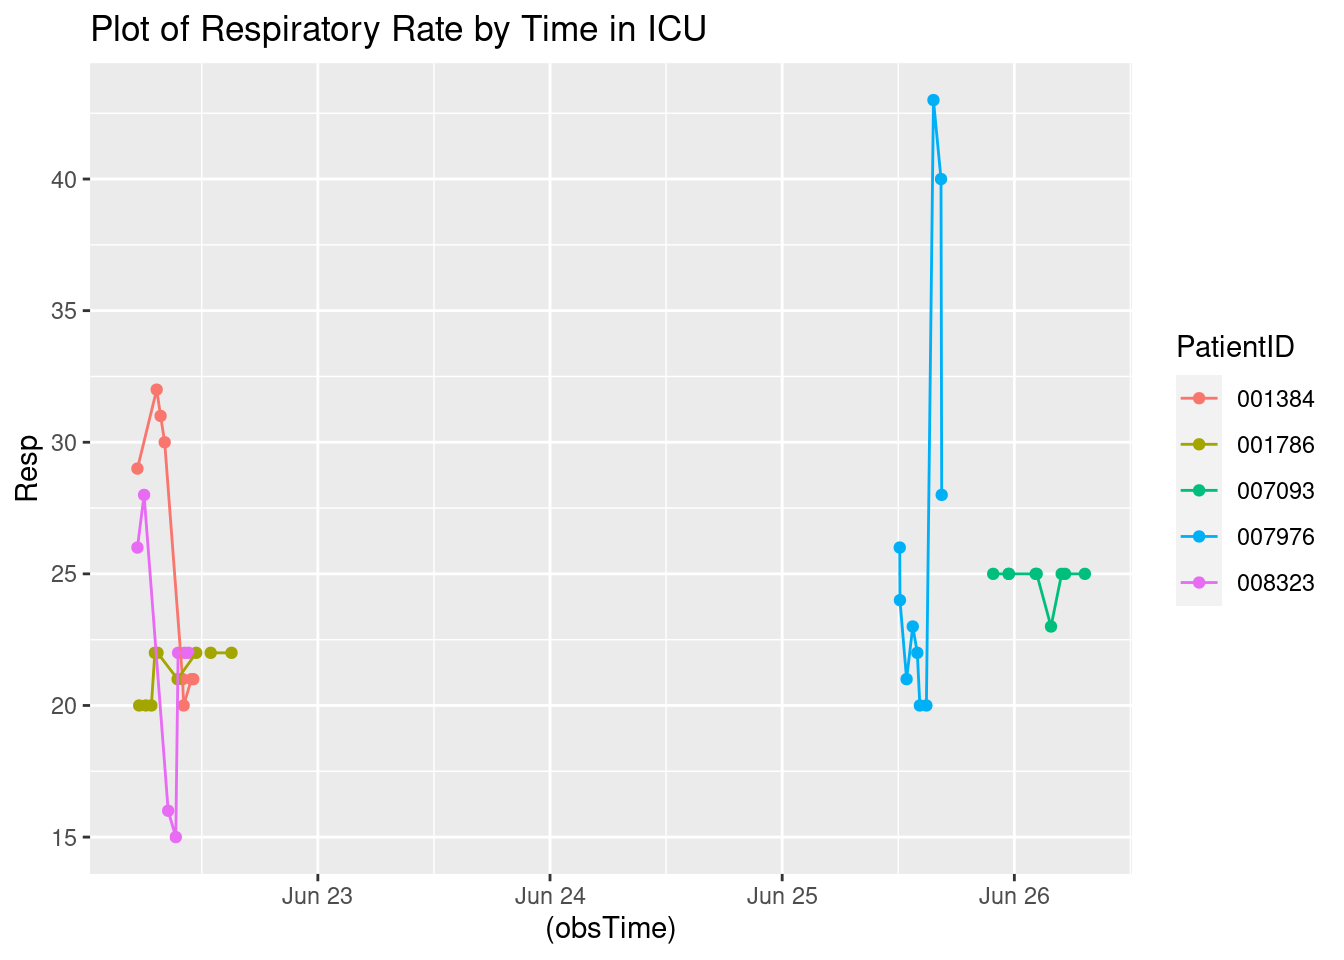 Plot of Respiratory Rate by Time in ICU
Resp
40
35
30
25
20
15
Jun 23
Jun 24
Jun 25
Jun 26
(obsTime)
PatientID
001384
001786
007093
007976
008323